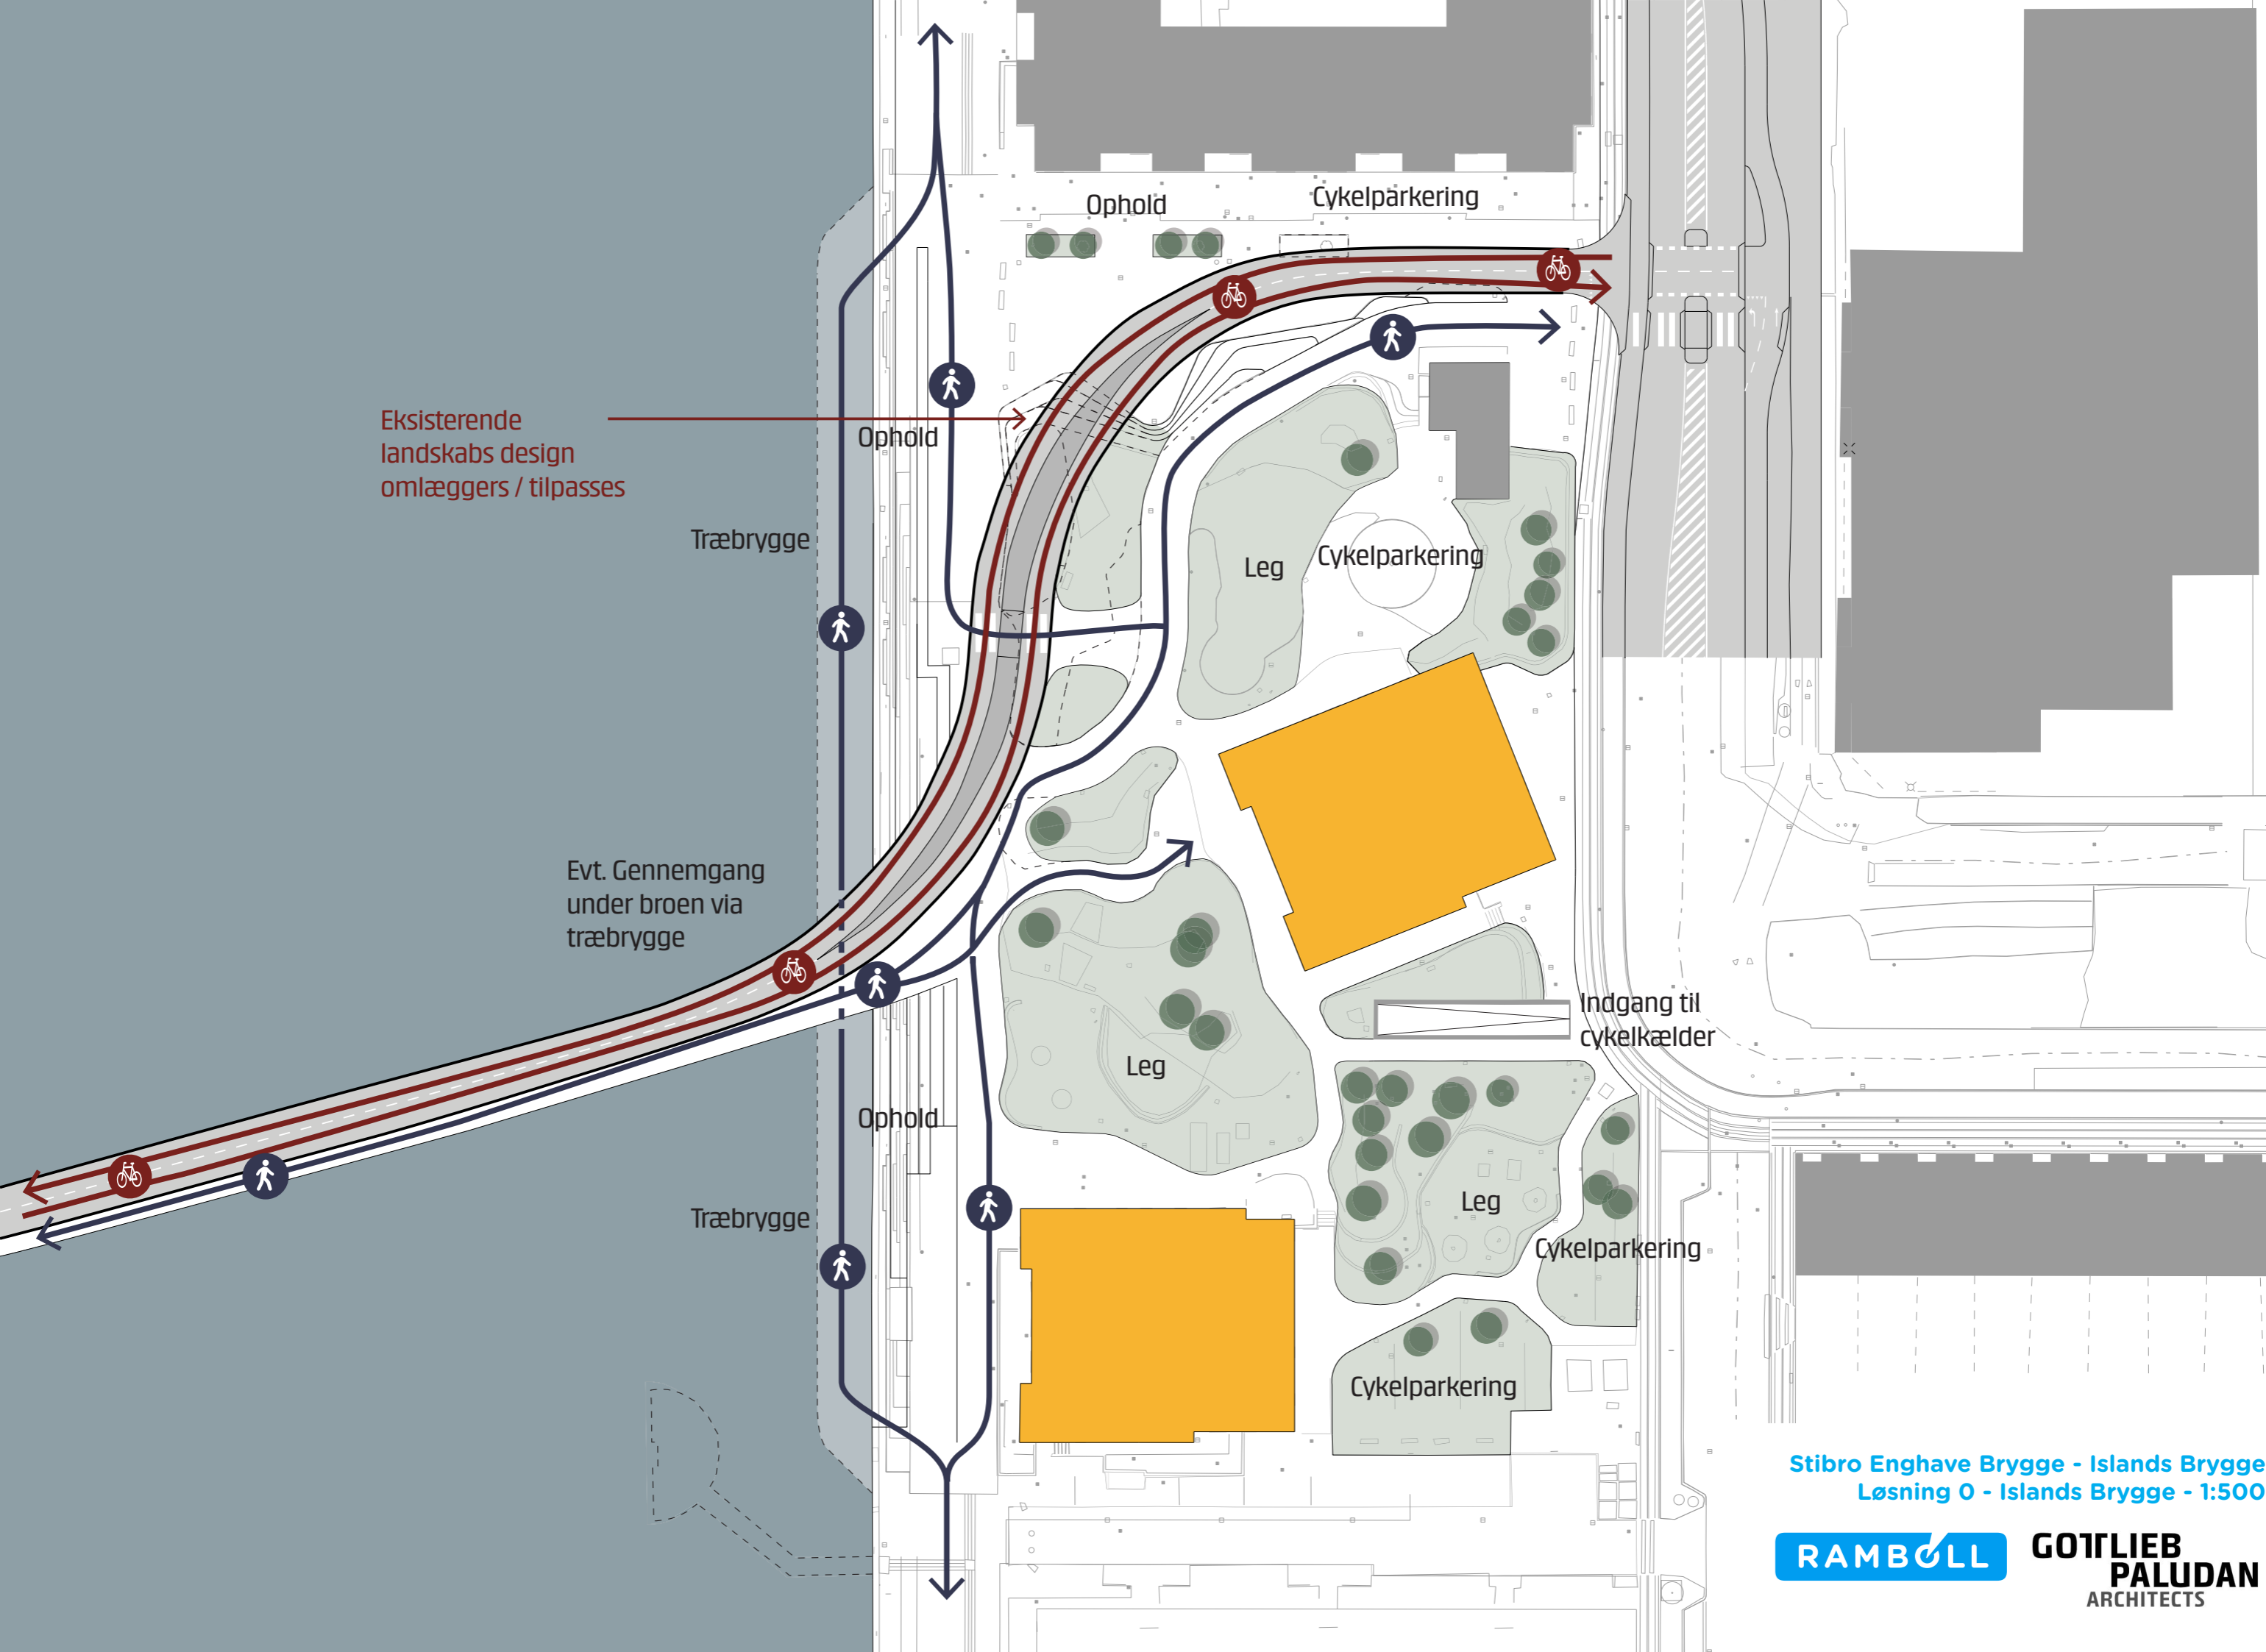 Ophold
Cykelparkering
Eksisterende
landskabs design
omlæggers / tilpasses
Ophold
Træbrygge
Leg
Cykelparkering
Evt. Gennemgang
under broen via
træbrygge
Indgang til
cykelkælder
Leg
Ophold
Træbrygge
Leg
Cykelparkering
Cykelparkering
Stibro Enghave Brygge - Islands Brygge
Løsning 0 - Islands Brygge - 1:500
RAMBOLL
GOTTLIEB
PALUDAN
ARCHITECTS